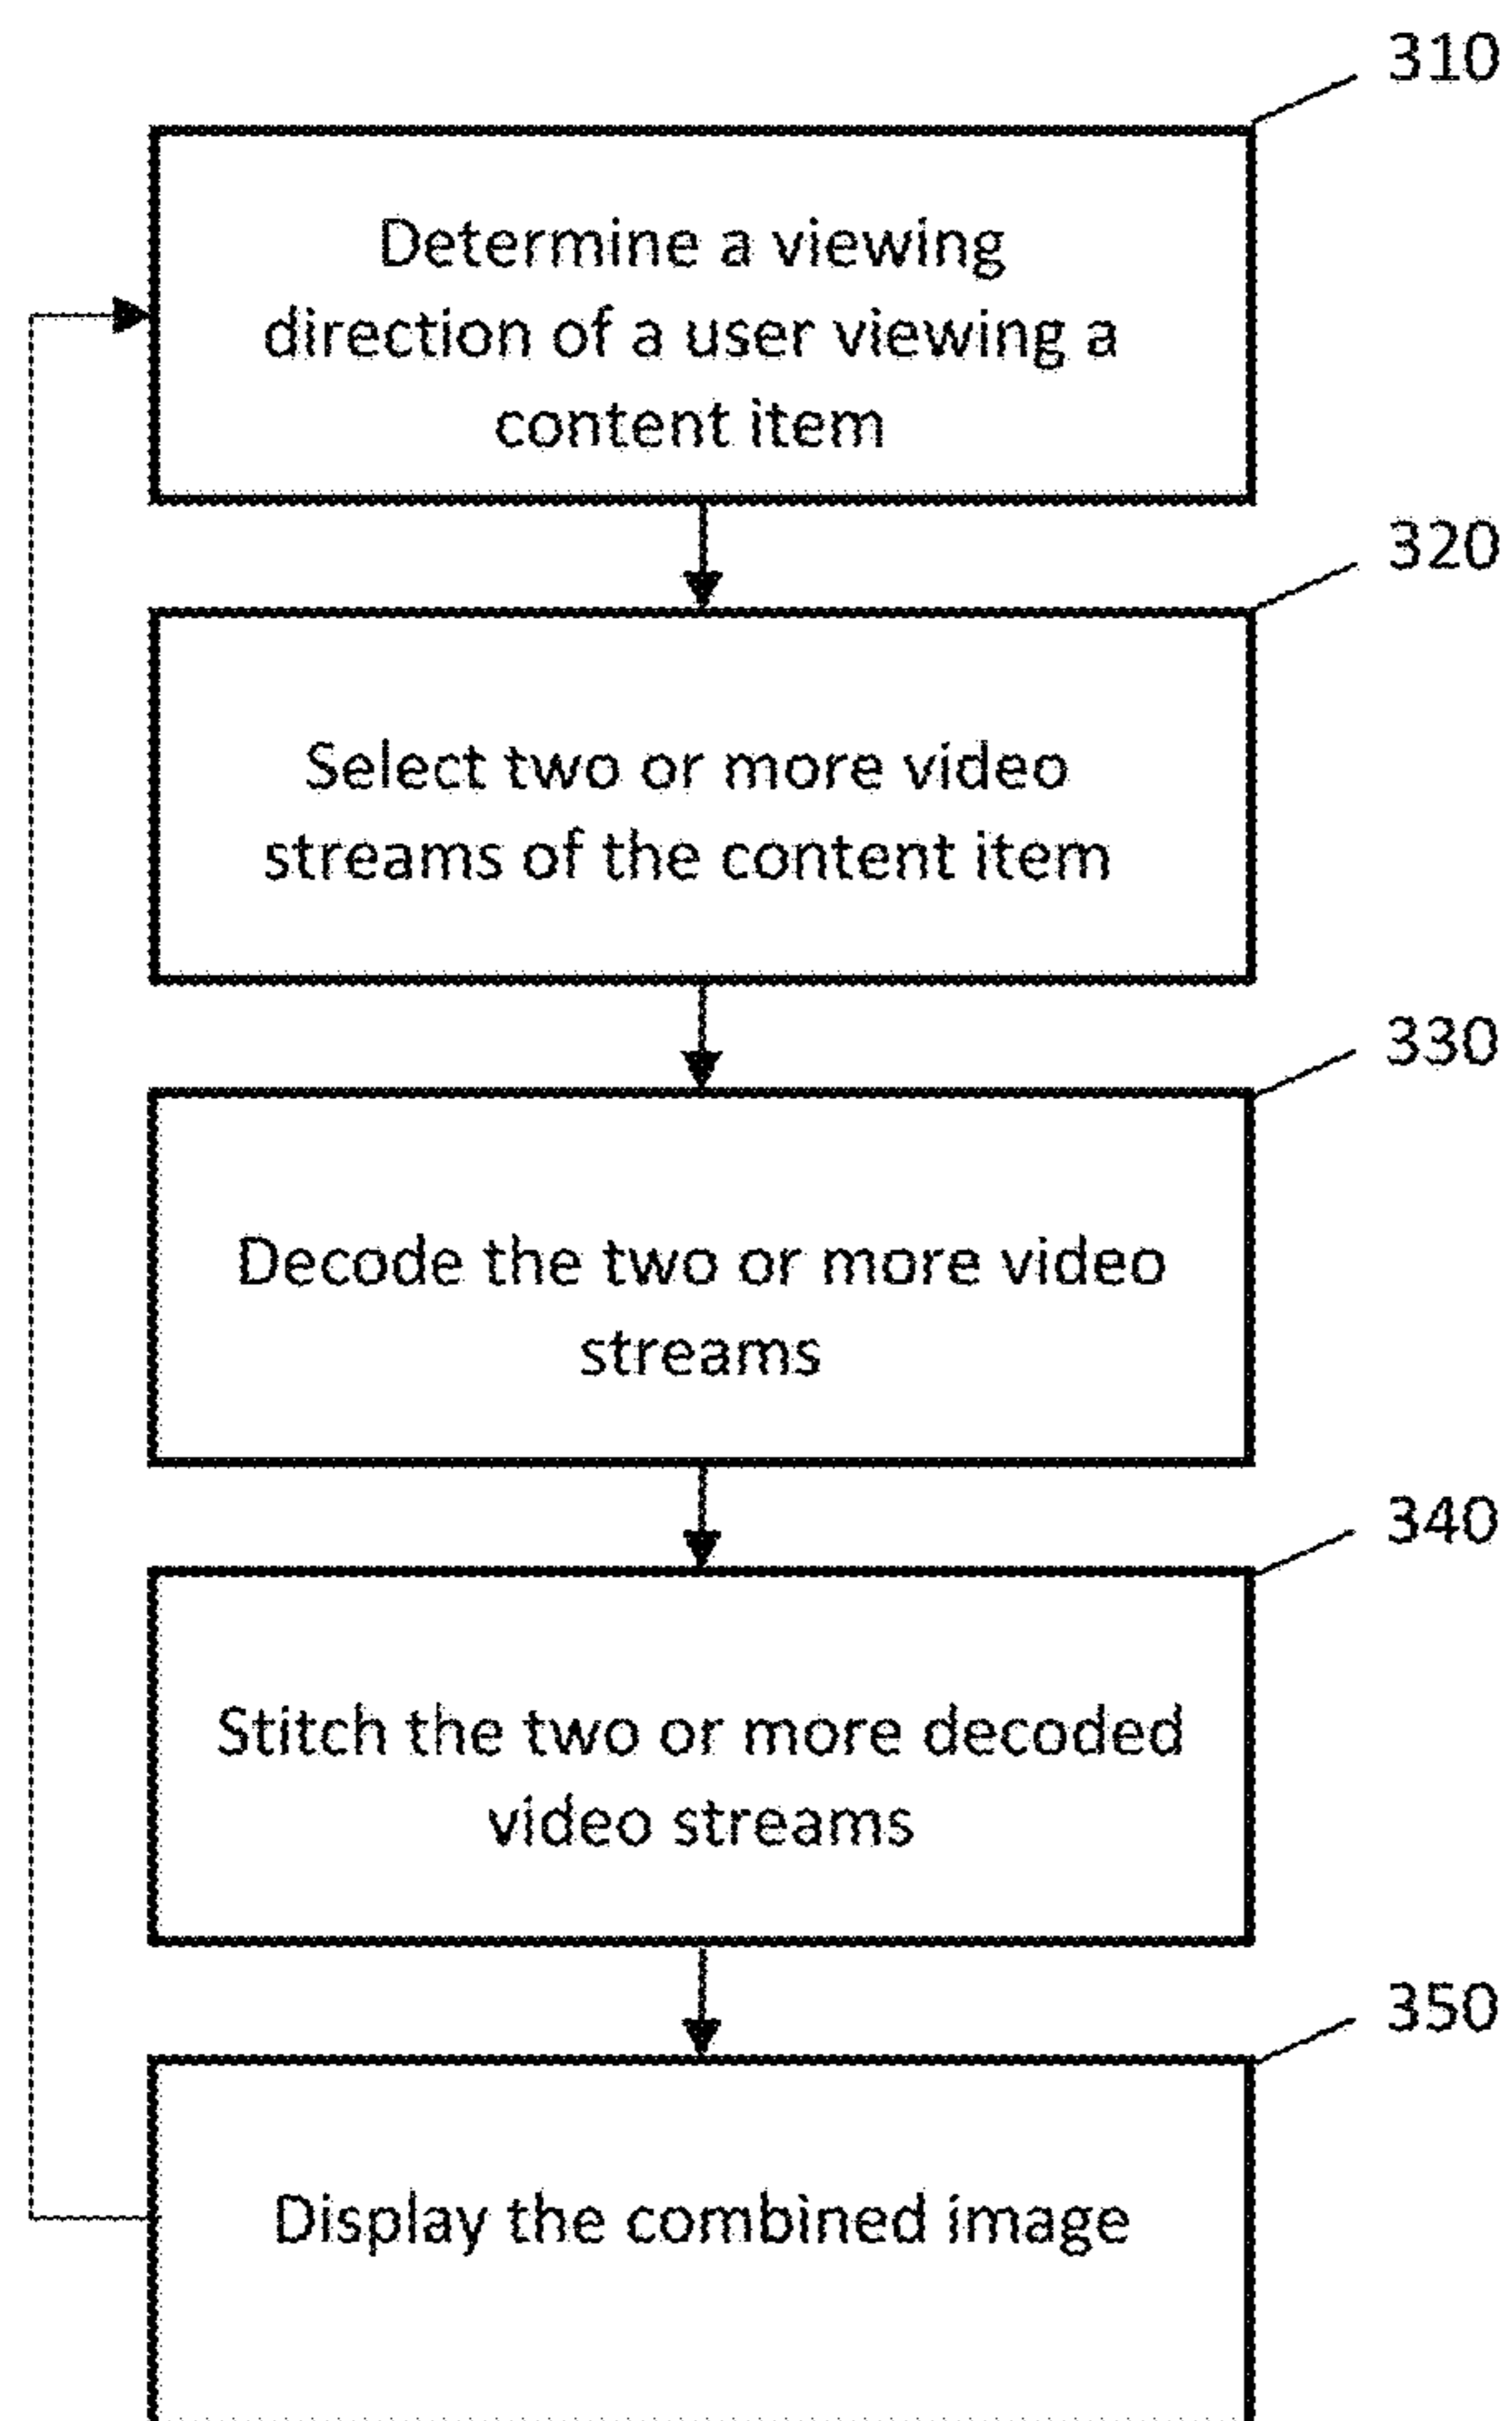 310
Determine a viewing
direction of a user viewing a
content item
320
Select two or more video
streams of the content item
330
Decode the two or more video
streams
340
Stitch the two or more decoded
video streams
350
Display the combined image